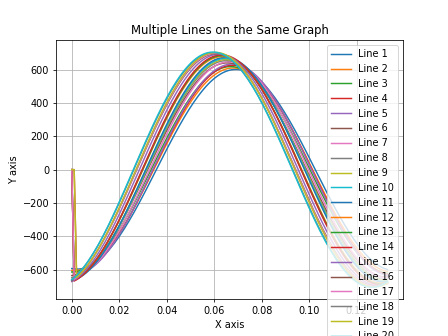 Multiple Lines on the Same Graph
Y axis
600
400
200
0
−200
−400
−600
0.00
0.02
0.04
0.06
0.08
0.10
X axis
Line 1
Line 2
Line 3
Line 4
Line 5
Line 6
Line 7
Line 8
Line 9
Line 10
Line 11
Line 12
Line 13
Line 14
Line 15
Line 16
Line 17
Line 18
Line 19
Line 20